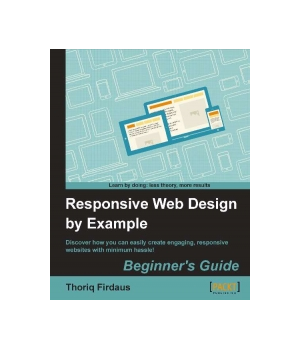 Learn by doing: less theory, more results
Responsive Web Design
by Example
Discover how you can easily create engaging, responsive
websites with minimum hassle!
Beginner's Guide
Thoriq Firdaus
[PACKT]